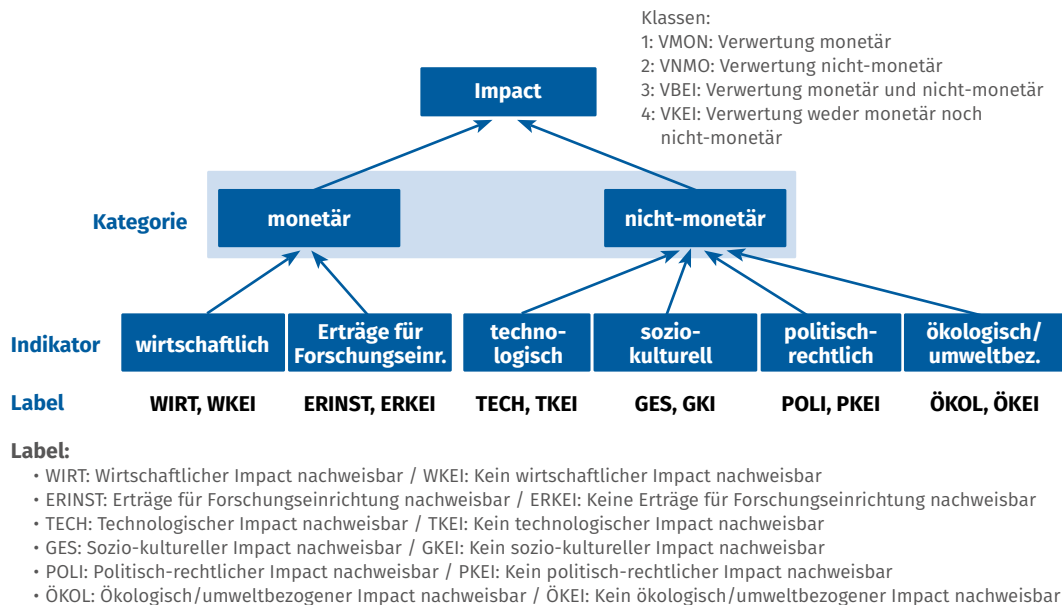 Klassen:
1: VMON: Verwertung monetär
2: VNMO: Verwertung nicht-monetär
3: VBEI: Verwertung monetär und nicht-monetär
4: VKEI: Verwertung weder monetär noch
nicht-monetär
Impact
Kategorie
monetär
nicht-monetär
Indikator
wirtschaftlich
Erträge für
Forschungseinr.
techno-
logisch
sozio-
kulturell
politisch-
rechtlich
ökologisch/
umweltbez.
Label
WIRT, WKEI
ERINST, ERKEI
TECH, TKEI
GES, GKI
POLI, PKEI
ÖKOL, ÖKEI
Label:
• WIRT: Wirtschaftlicher Impact nachweisbar / WKEI: Kein wirtschaftlicher Impact nachweisbar
• ERINST: Erträge für Forschungseinrichtung nachweisbar / ERKEI: Keine Erträge für Forschungseinrichtung nachweisbar
• TECH: Technologischer Impact nachweisbar / TKEI: Kein technologischer Impact nachweisbar
• GES: Sozio-kultureller Impact nachweisbar / GKEI: Kein sozio-kultureller Impact nachweisbar
• POLI: Politisch-rechtlicher Impact nachweisbar / PKEI: Kein politisch-rechtlicher Impact nachweisbar
• ÖKOL: Ökologisch/umweltbezogener Impact nachweisbar / ÖKEI: Kein ökologisch/umweltbezogener Impact nachweisbar